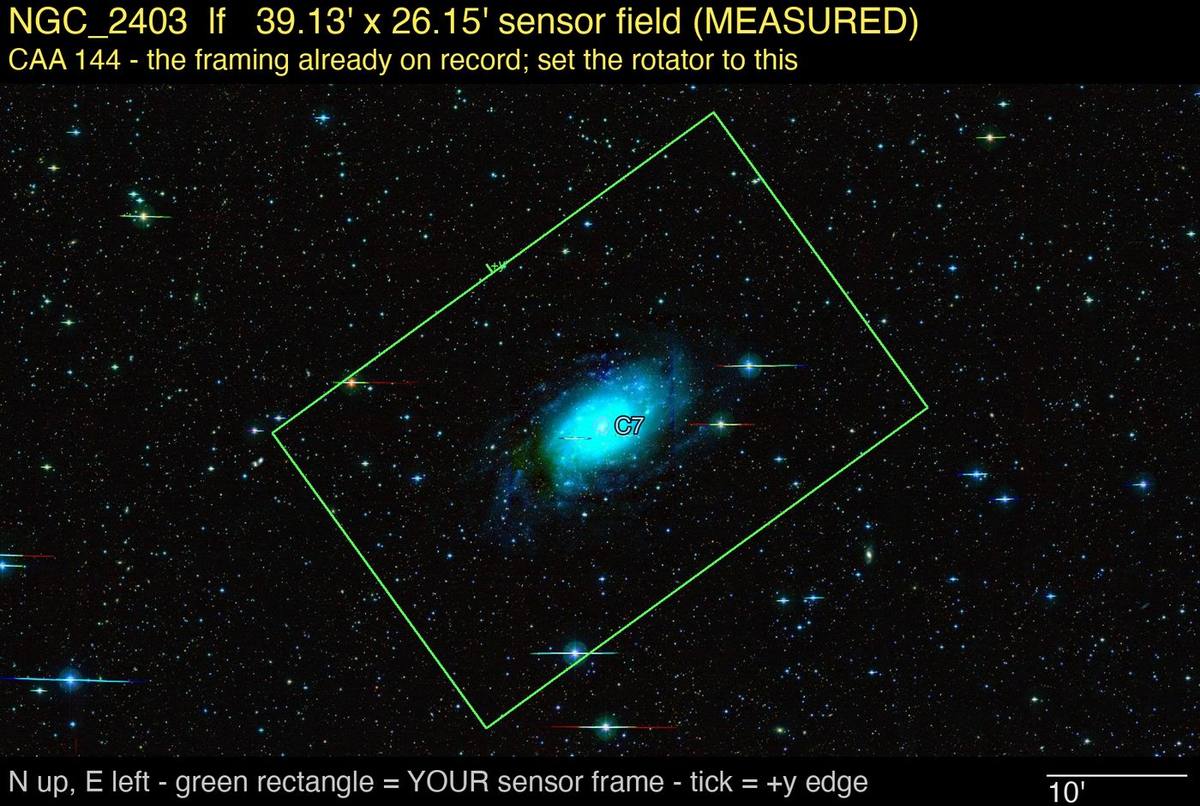 NGC_2403 lf 39.13' x 26.15' sensor field (MEASURED)
CAA 144 - the framing already on record; set the rotator to this
+y
C7
N up, E left - green rectangle = YOUR sensor frame - tick = +y edge
10'